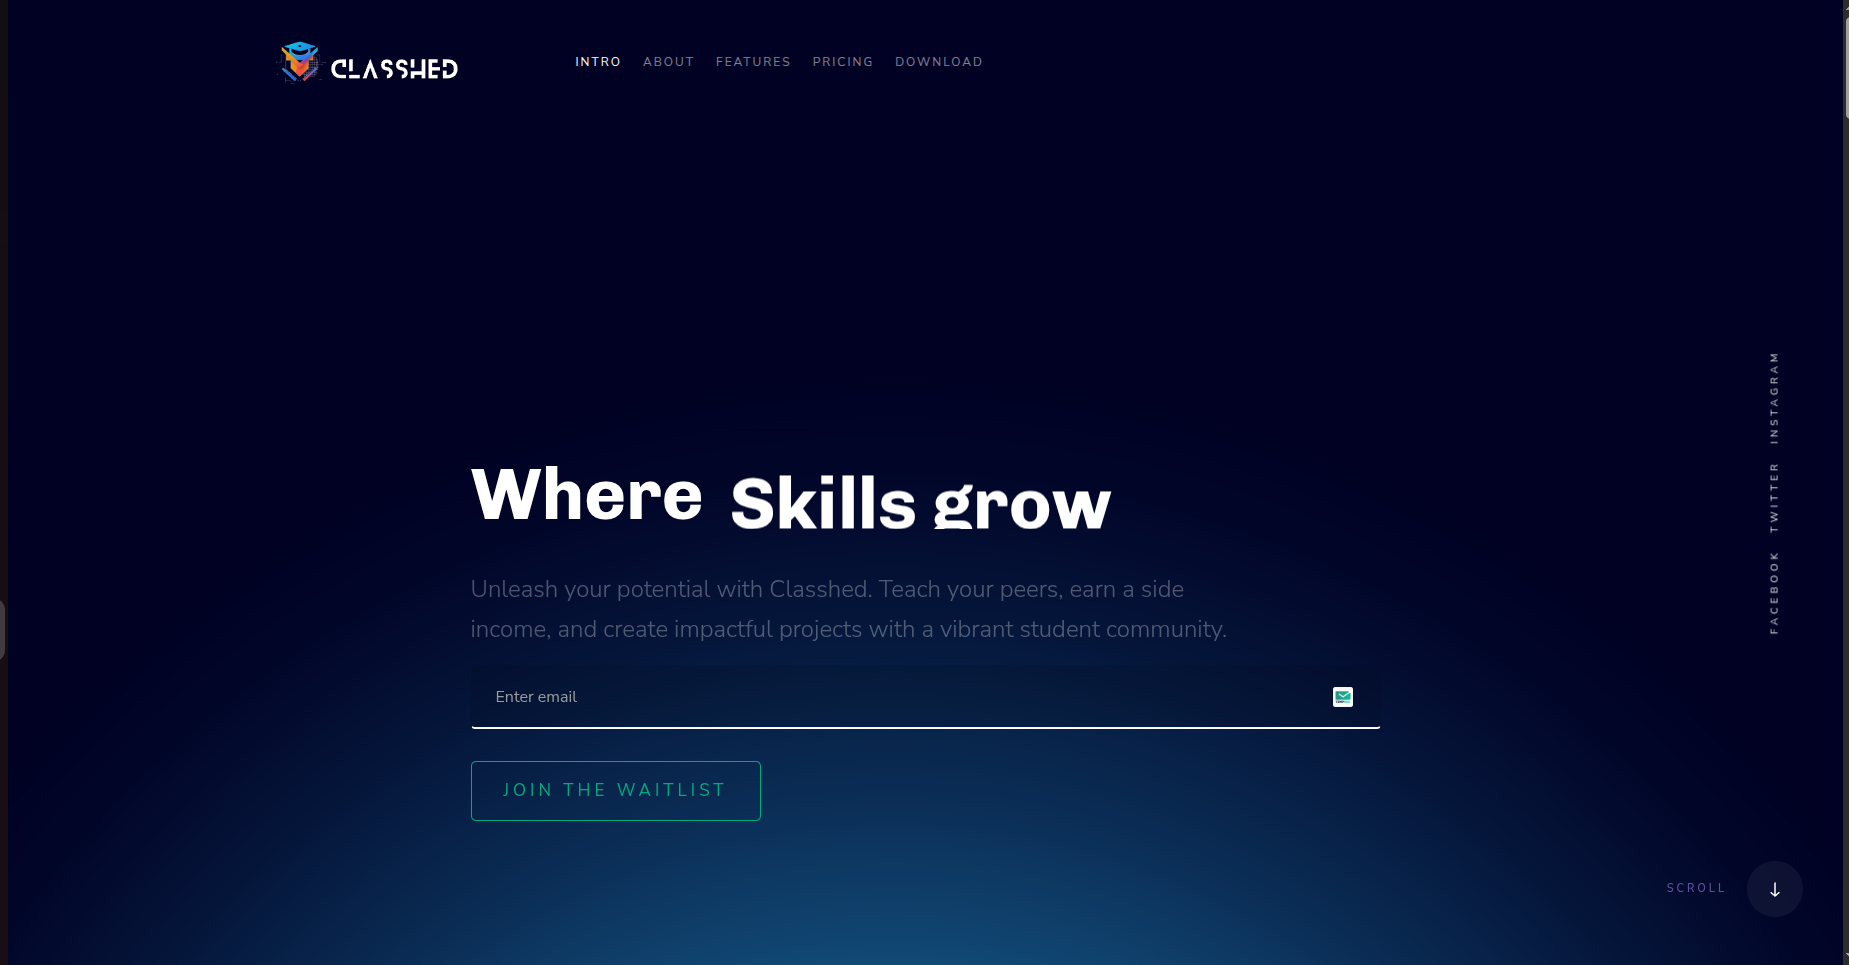 CLASSHED
INTRO ABOUT FEATURES PRICING DOWNLOAD
Where Skills grow
Unleash your potential with Classhed. Teach your peers, earn a side
income, and create impactful projects with a vibrant student community.
Enter email
JOIN THE WAITLIST
FACEBOOK TWITTER INSTAGRAM
SCROLL